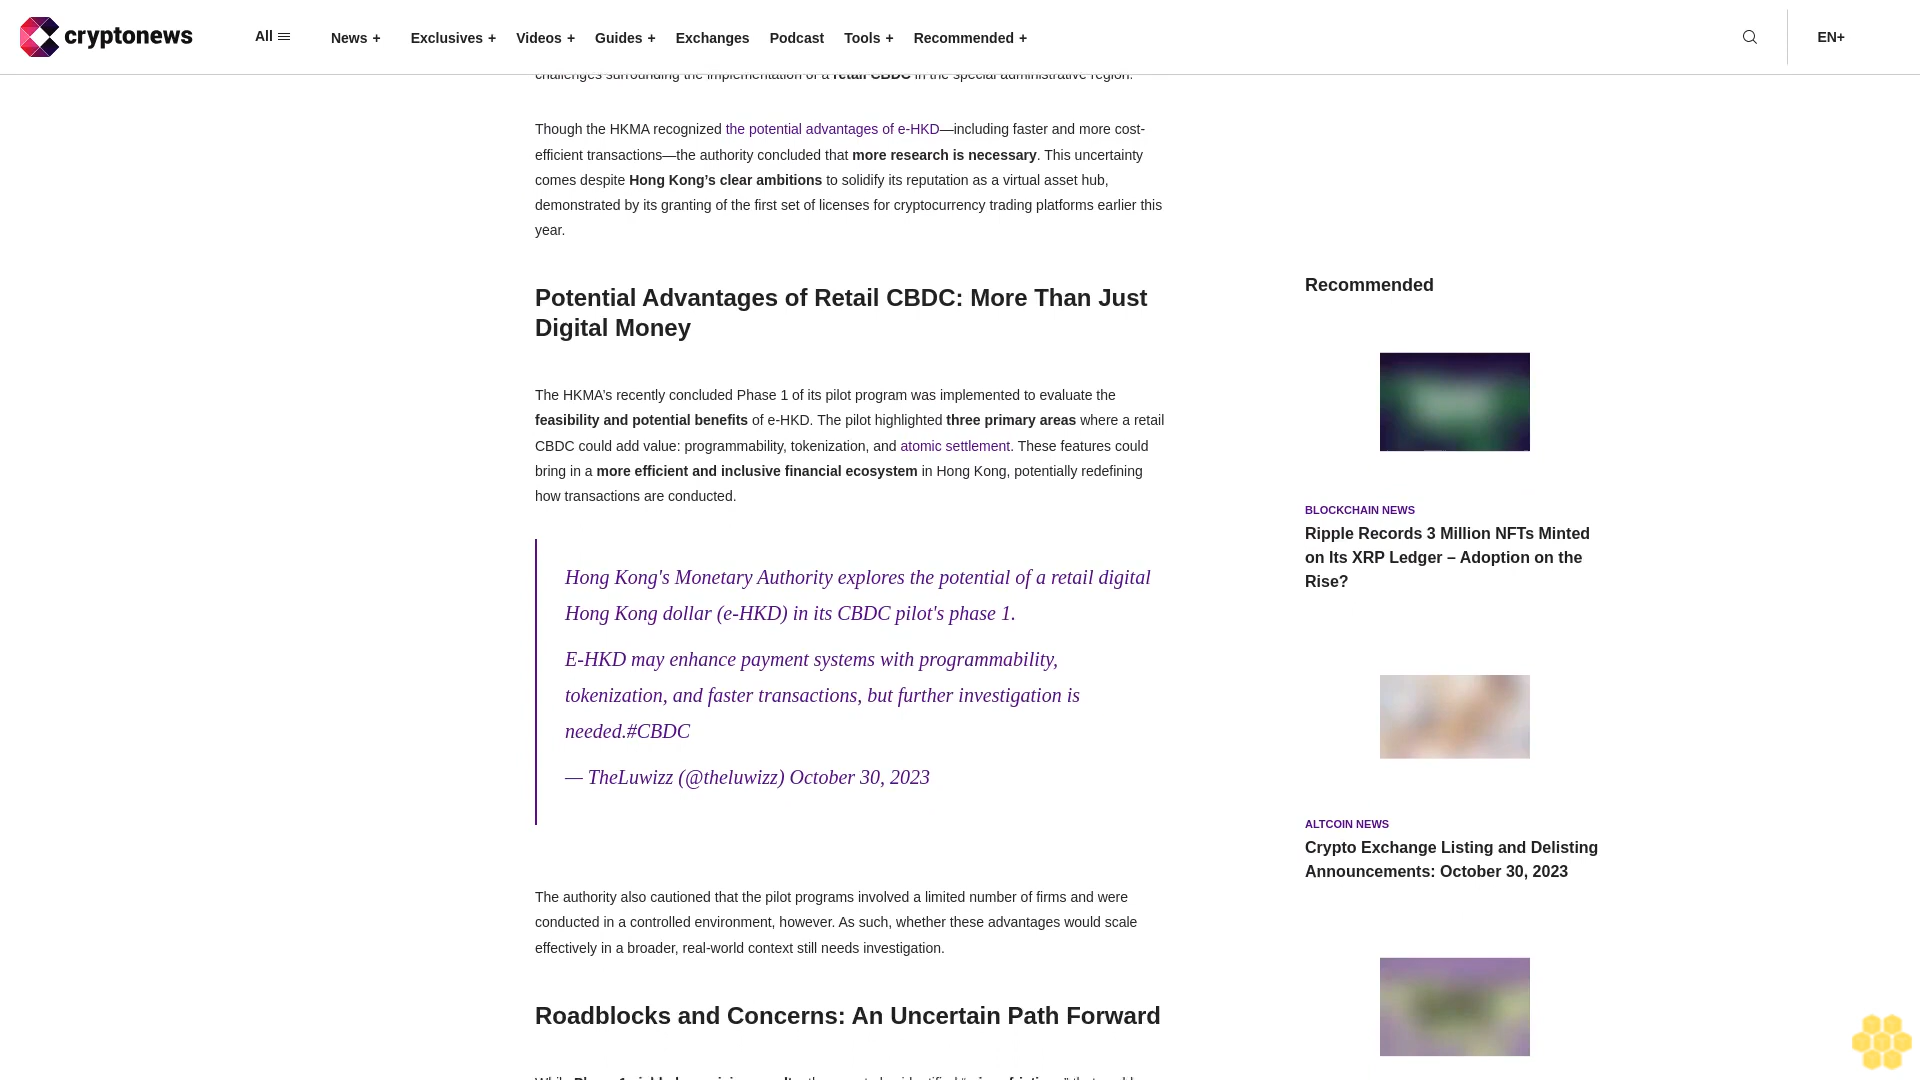 cryptonews
All
News +
Exclusives +
Videos +
Guides +
Exchanges
Podcast
Tools +
Recommended +
EN+
challenges surrounding the implementation of a retail CBDC in the special administrative region.
Though the HKMA recognized the potential advantages of e-HKD—including faster and more cost-
efficient transactions—the authority concluded that more research is necessary. This uncertainty
comes despite Hong Kong’s clear ambitions to solidify its reputation as a virtual asset hub,
demonstrated by its granting of the first set of licenses for cryptocurrency trading platforms earlier this
year.
Potential Advantages of Retail CBDC: More Than Just
Digital Money
The HKMA’s recently concluded Phase 1 of its pilot program was implemented to evaluate the
feasibility and potential benefits of e-HKD. The pilot highlighted three primary areas where a retail
CBDC could add value: programmability, tokenization, and atomic settlement. These features could
bring in a more efficient and inclusive financial ecosystem in Hong Kong, potentially redefining
how transactions are conducted.
Hong Kong's Monetary Authority explores the potential of a retail digital
Hong Kong dollar (e-HKD) in its CBDC pilot's phase 1.
E-HKD may enhance payment systems with programmability,
tokenization, and faster transactions, but further investigation is
needed.#CBDC
— TheLuwizz (@theluwizz) October 30, 2023
The authority also cautioned that the pilot programs involved a limited number of firms and were
conducted in a controlled environment, however. As such, whether these advantages would scale
effectively in a broader, real-world context still needs investigation.
Roadblocks and Concerns: An Uncertain Path Forward
Recommended
BLOCKCHAIN NEWS
Ripple Records 3 Million NFTs Minted
on Its XRP Ledger – Adoption on the
Rise?
ALTCOIN NEWS
Crypto Exchange Listing and Delisting
Announcements: October 30, 2023